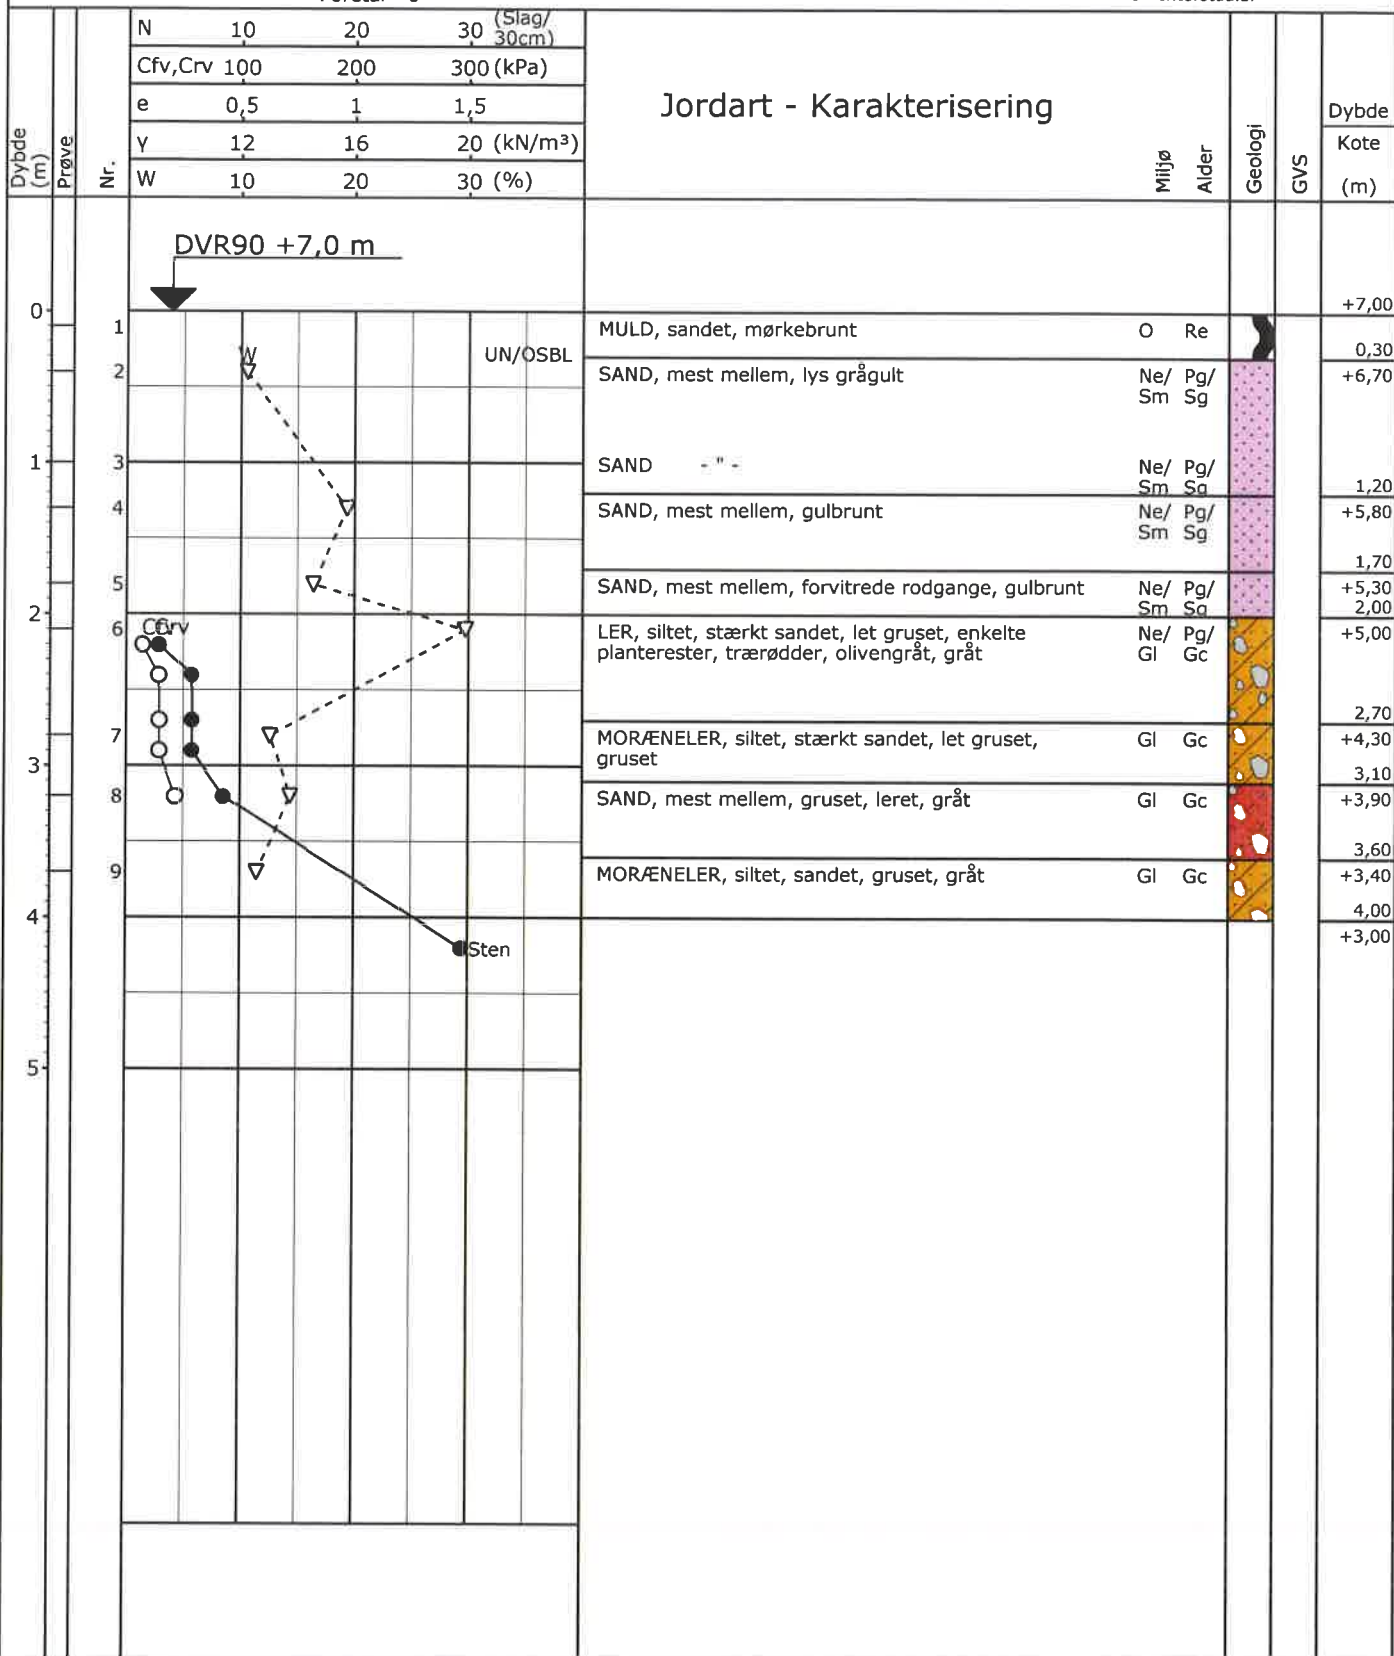 N 10 20 30 (Slag/
30cm)
Cfv,Crv 100 200 300 (kPa)
e 0,5 1 1,5
γ 12 16 20 (kN/m³)
W 10 20 30 (%)
Dybde
(m)
Prøve
Nr.
Jordart - Karakterisering
Miljø
Alder
Geologi
GVS
Dybde
Kote
(m)
DVR90 +7,0 m
+7,00
0
1 MULD, sandet, mørkebrunt O Re
0,30
W UN/OSBL
2 SAND, mest mellem, lys grågult Ne/ Pg/ +6,70
Sm Sg
1 3 SAND - " - Ne/ Pg/
Sm Sg 1,20
4 SAND, mest mellem, gulbrunt Ne/ Pg/ +5,80
Sm Sg
1,70
5 SAND, mest mellem, forvitrede rodgange, gulbrunt Ne/ Pg/ +5,30
2 Sm Sg 2,00
6 Crv LER, siltet, stærkt sandet, let gruset, enkelte Ne/ Pg/ +5,00
planterester, trærødder, olivengråt, gråt Gl Gc
2,70
7 MORÆNELER, siltet, stærkt sandet, let gruset, Gl Gc +4,30
gruset
3 3,10
8 SAND, mest mellem, gruset, leret, gråt Gl Gc +3,90
3,60
9 MORÆNELER, siltet, sandet, gruset, gråt Gl Gc +3,40
4 4,00
Sten +3,00
5